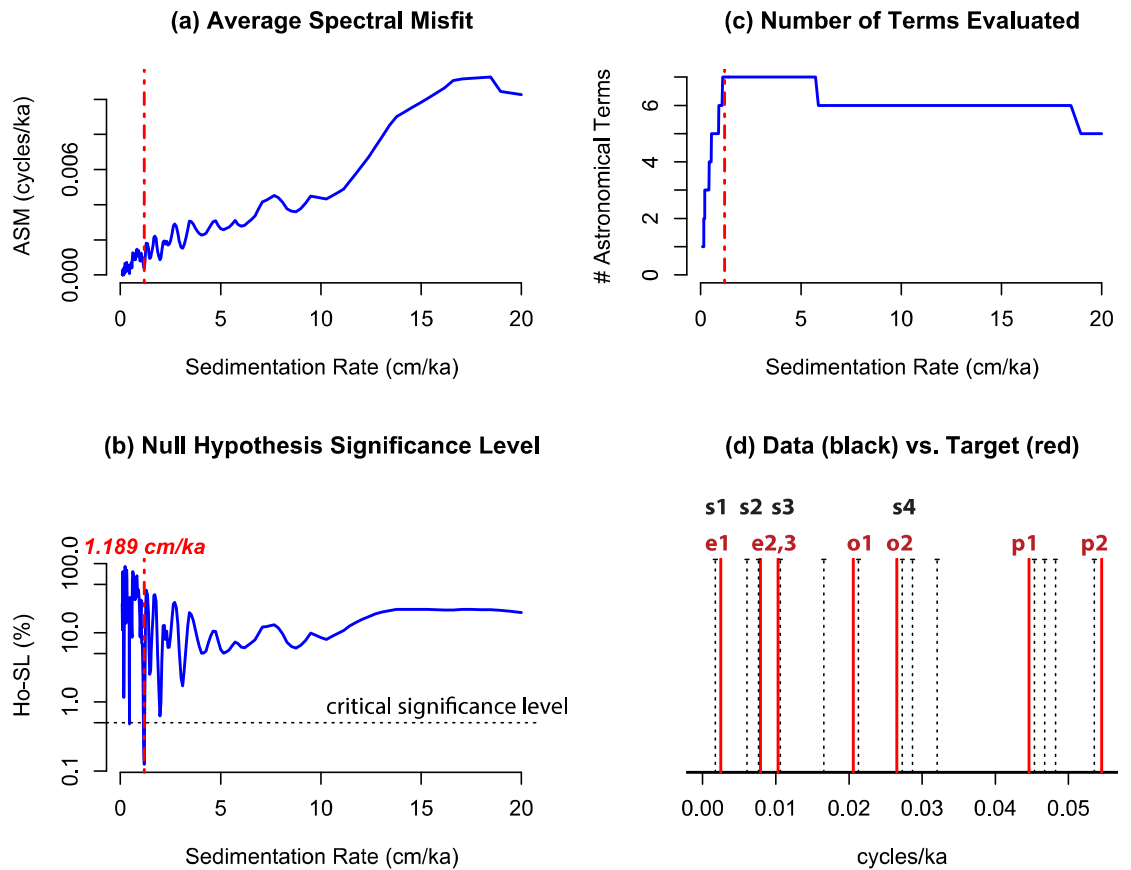 (a) Average Spectral Misfit
ASM (cycles/ka)
0.006
0.000
0 5 10 15 20
Sedimentation Rate (cm/ka)
(c) Number of Terms Evaluated
# Astronomical Terms
6
4
2
0
0 5 10 15 20
Sedimentation Rate (cm/ka)
(b) Null Hypothesis Significance Level
1.189 cm/ka
Ho-SL (%)
100.0
10.0
1.0
0.1
critical significance level
0 5 10 15 20
Sedimentation Rate (cm/ka)
(d) Data (black) vs. Target (red)
s1 s2 s3 s4
e1 e2,3 o1 o2 p1 p2
0.00 0.01 0.02 0.03 0.04 0.05
cycles/ka